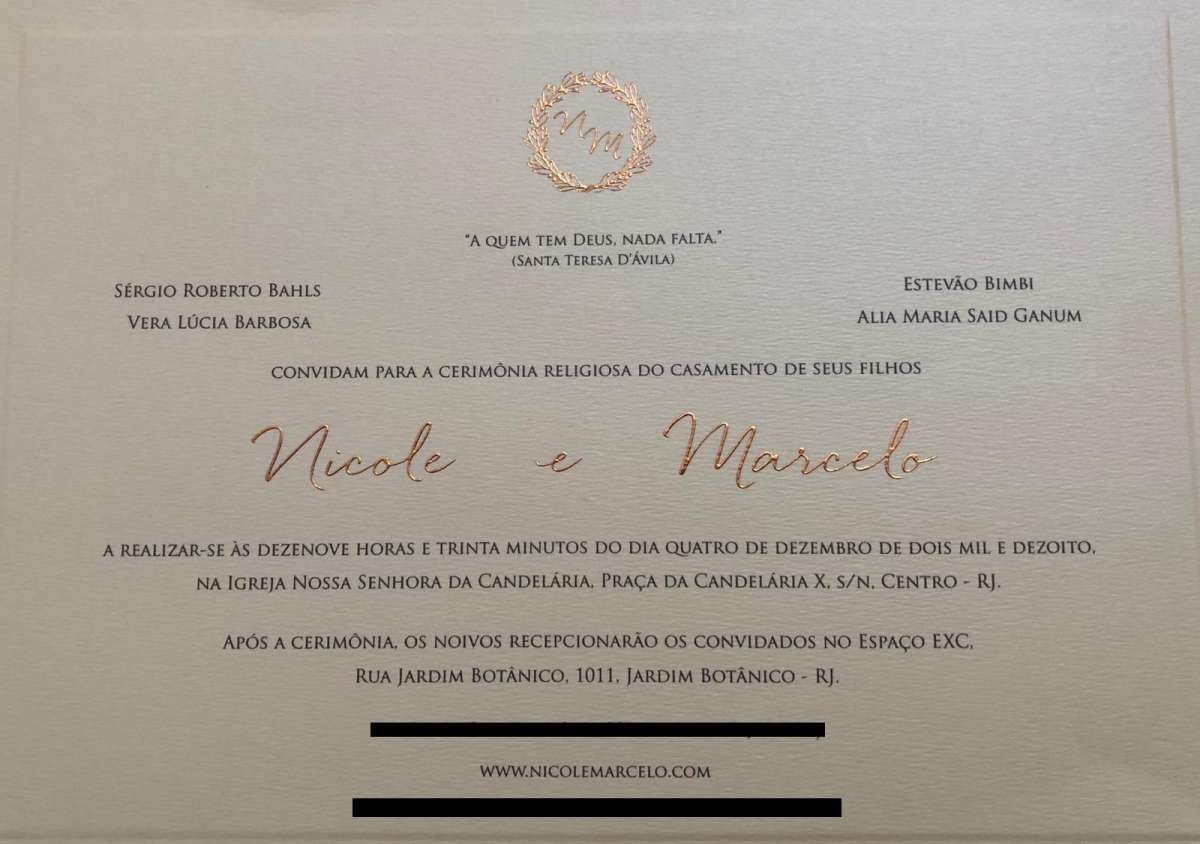 NM
"A QUEM TEM DEUS, NADA FALTA."
(SANTA TERESA D'ÁVILA)
SÉRGIO ROBERTO BAHLS
VERA LÚCIA BARBOSA
ESTEVÃO BIMBI
ALIA MARIA SAID GANUM
CONVIDAM PARA A CERIMÔNIA RELIGIOSA DO CASAMENTO DE SEUS FILHOS
Nicole e Marcelo
A REALIZAR-SE ÀS DEZENOVE HORAS E TRINTA MINUTOS DO DIA QUATRO DE DEZEMBRO DE DOIS MIL E DEZOITO,
NA IGREJA NOSSA SENHORA DA CANDELÁRIA, PRAÇA DA CANDELÁRIA X, S/N, CENTRO - RJ.
APÓS A CERIMÔNIA, OS NOIVOS RECEPCIONARÃO OS CONVIDADOS NO ESPAÇO EXC,
RUA JARDIM BOTÂNICO, 1011, JARDIM BOTÂNICO - RJ.
WWW.NICOLEMARCELO.COM